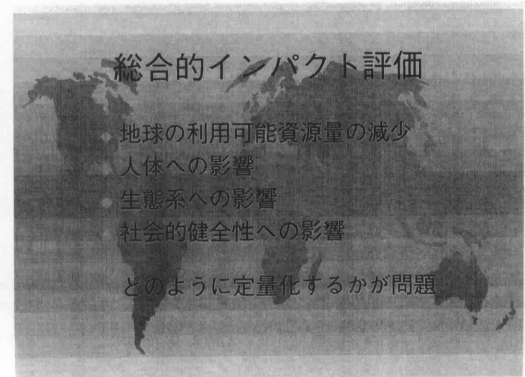 総合的インパクト評価
地球の利用可能資源量の減少
人体への影響
生態系への影響
社会的健全性への影響
どのように定量化するかが問題